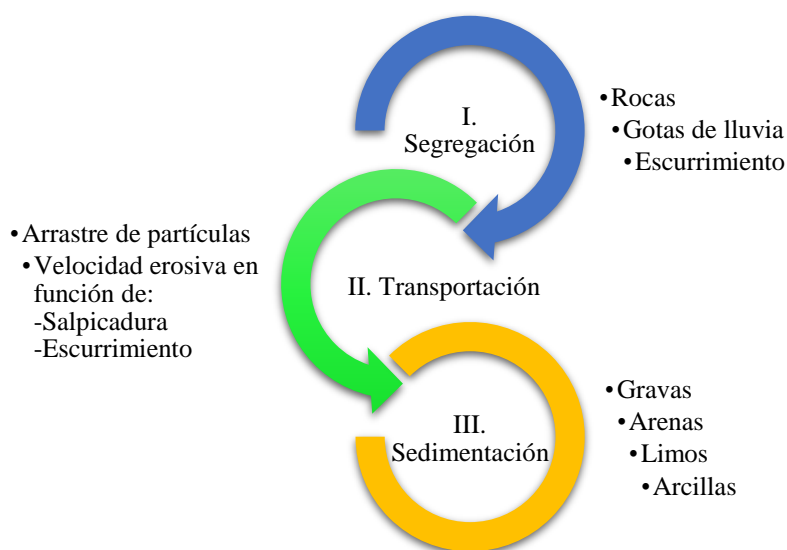 I.
Segregación
•Rocas
•Gotas de lluvia
•Escurrimiento
•Arrastre de partículas
•Velocidad erosiva en
función de:
-Salpicadura
-Escurrimiento
II. Transportación
III.
Sedimentación
•Gravas
•Arenas
•Limos
•Arcillas